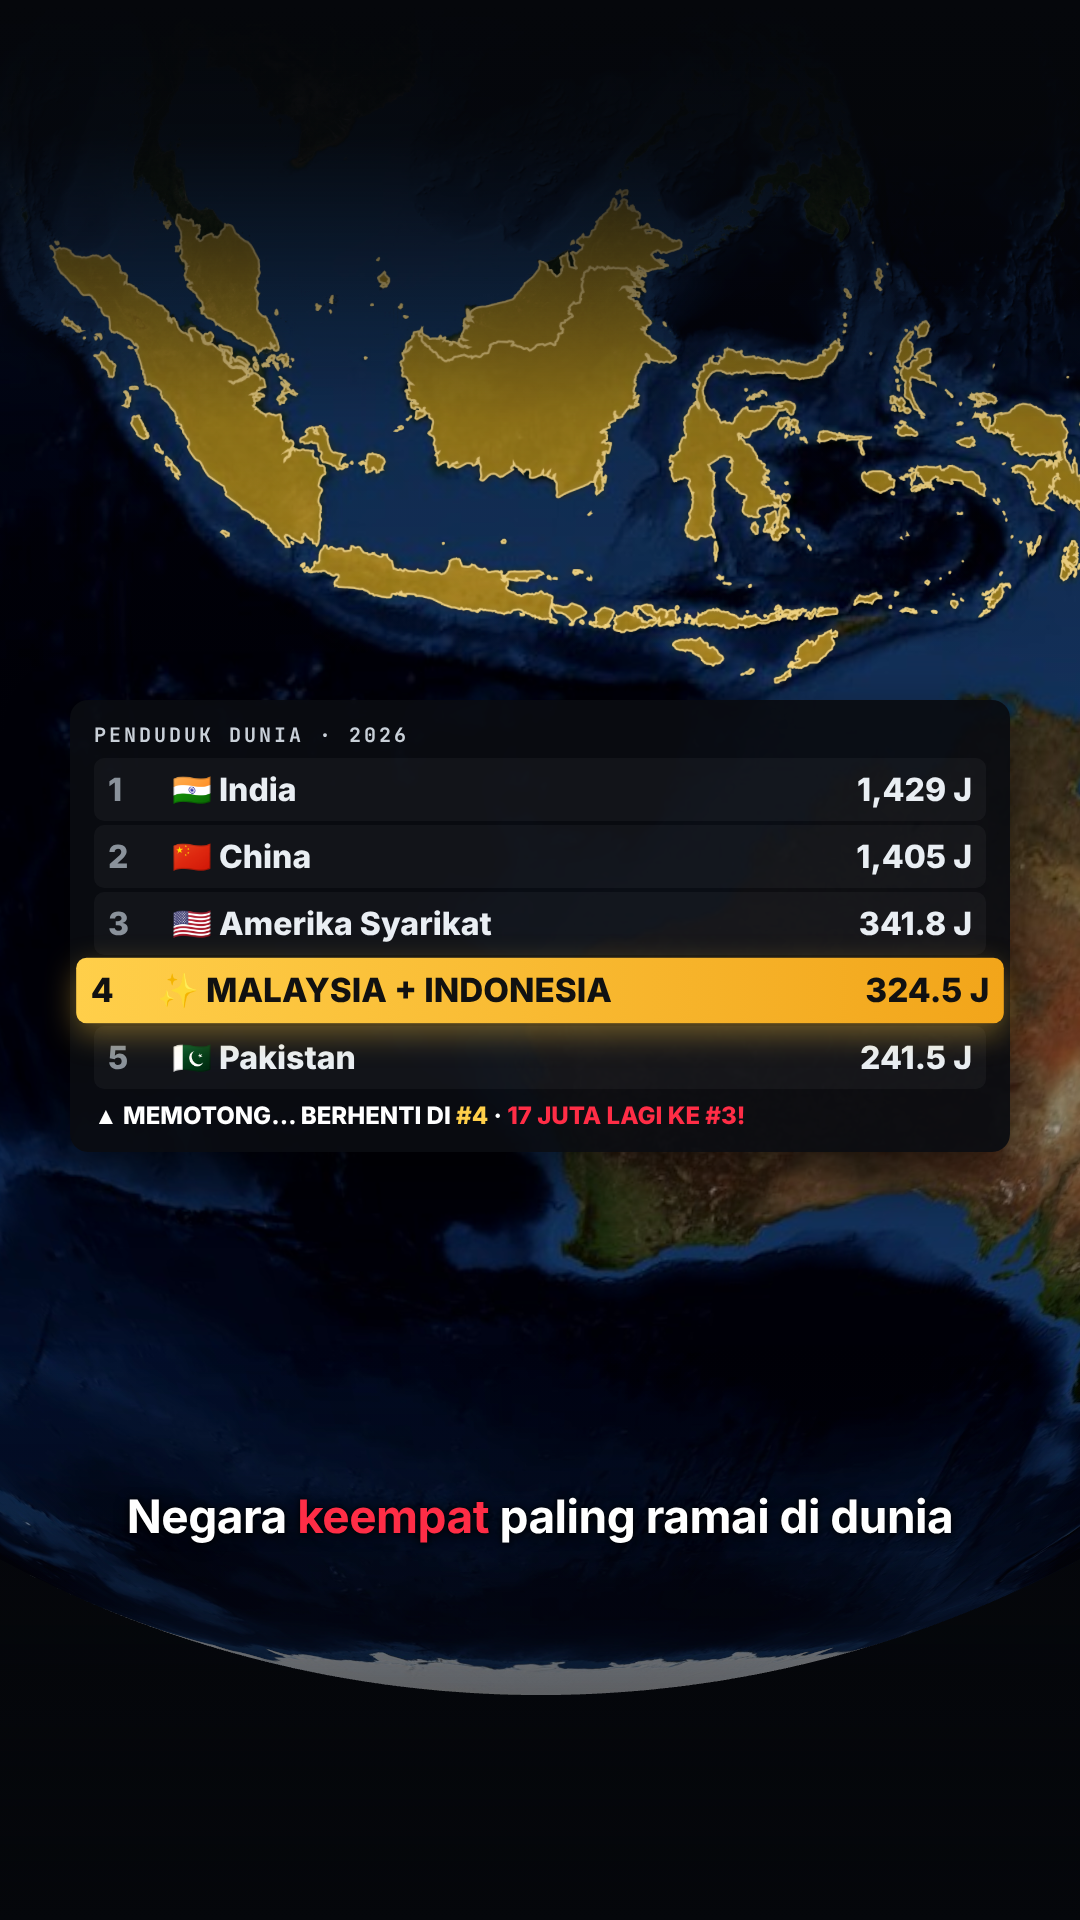 PENDUDUK DUNIA · 2026
1 🇮🇳 India 1,429 J
2 🇨🇳 China 1,405 J
3 🇺🇸 Amerika Syarikat 341.8 J
4 ✨ MALAYSIA + INDONESIA 324.5 J
5 🇵🇰 Pakistan 241.5 J
▲ MEMOTONG... BERHENTI DI #4 · 17 JUTA LAGI KE #3!
Negara keempat paling ramai di dunia